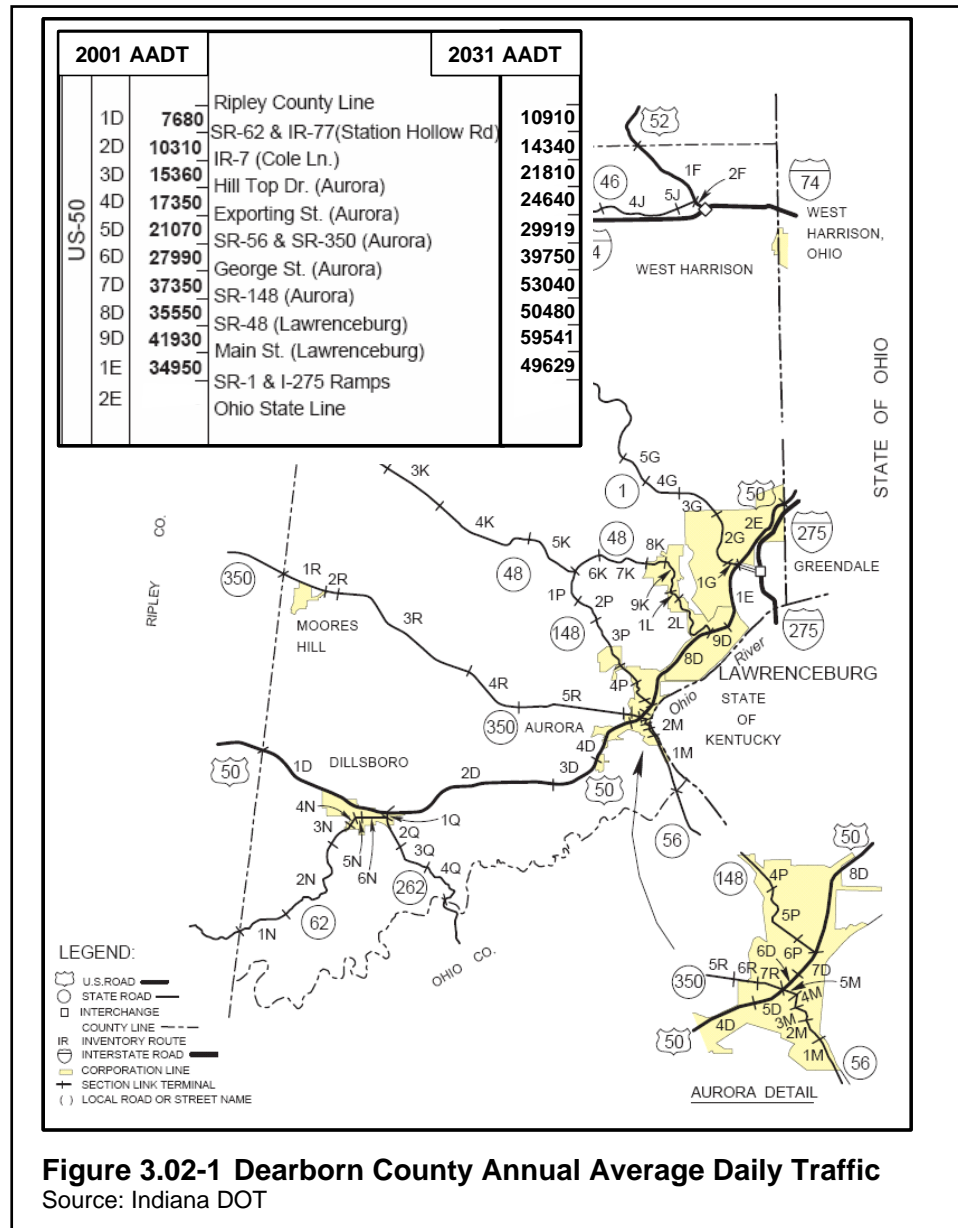 2001 AADT
2031 AADT
US-50
Ripley County Line
1D 7680 10910
SR-62 & IR-77(Station Hollow Rd)
2D 10310 14340
IR-7 (Cole Ln.)
3D 15360 21810
Hill Top Dr. (Aurora)
4D 17350 24640
Exporting St. (Aurora)
5D 21070 29919
SR-56 & SR-350 (Aurora)
6D 27990 39750
George St. (Aurora)
7D 37350 53040
SR-148 (Aurora)
8D 35550 50480
SR-48 (Lawrenceburg)
9D 41930 59541
Main St. (Lawrenceburg)
1E 34950 49629
SR-1 & I-275 Ramps
2E
Ohio State Line
52
46
4J
5J
1F
2F
74
4
WEST
HARRISON,
OHIO
WEST HARRISON
STATE OF OHIO
3K
5G
1
4G
3G
50
2E
275
4K
48
5K
48
8K
2G
GREENDALE
RIPLEY CO.
350
1R
2R
6K
7K
1G
1E
1P
9K
2P
1L
2L
275
MOORES
HILL
3R
148
3P
8D
9D
River
LAWRENCEBURG
4R
5R
4P
Ohio
STATE
OF
KENTUCKY
350
AURORA
2M
1M
50
1D
DILLSBORO
2D
3D
4D
50
56
4N
3N
5N
6N
1Q
2Q
3Q
4Q
2N
262
62
1N
OHIO CO.
50
148
4P
8D
5P
6D
6P
5R
6R
7R
7D
350
5M
4M
5D
3M
4D
2M
50
1M
56
AURORA DETAIL
LEGEND:
U.S.ROAD
STATE ROAD
INTERCHANGE
COUNTY LINE
IR INVENTORY ROUTE
INTERSTATE ROAD
CORPORATION LINE
SECTION LINK TERMINAL
( ) LOCAL ROAD OR STREET NAME
Figure 3.02-1 Dearborn County Annual Average Daily Traffic
Source: Indiana DOT